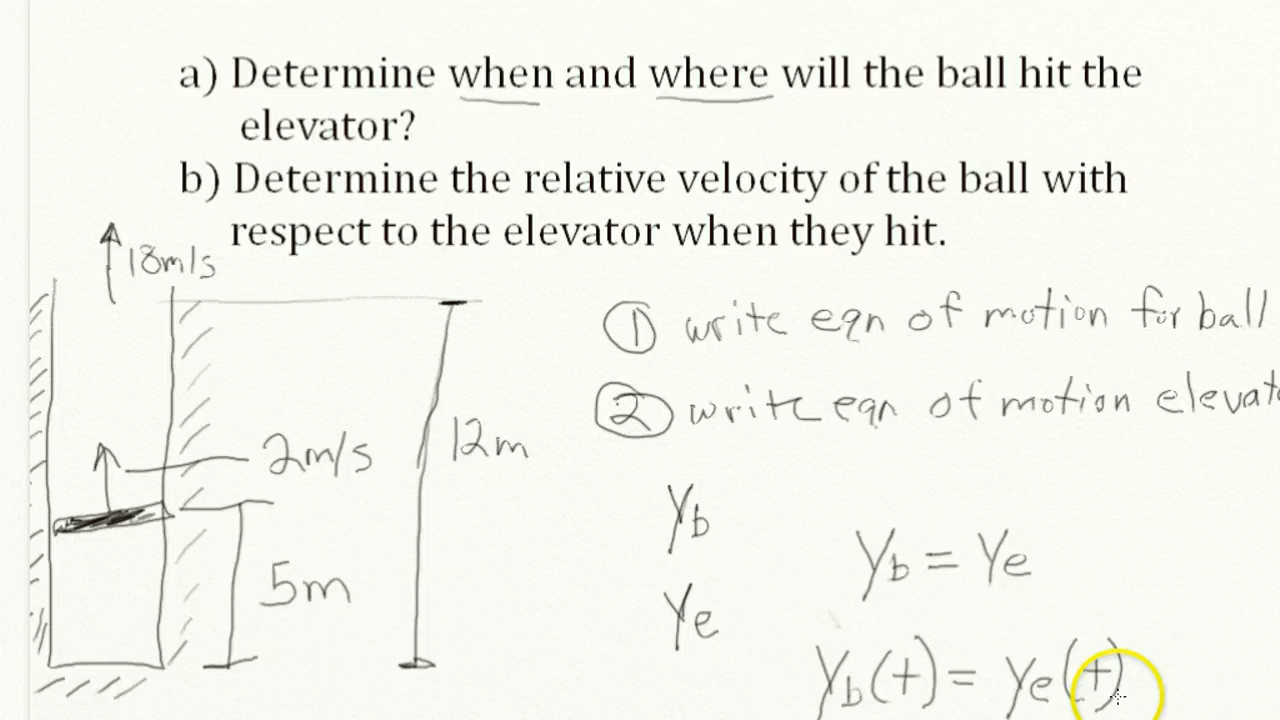 a) Determine when and where will the ball hit the
elevator?
b) Determine the relative velocity of the ball with
respect to the elevator when they hit.
18m/s
① write eqn of motion for ball
② write eqn of motion elevat
12m
2m/s
5m
Yb
Ye
Yb = Ye
Yb(t) = Ye(t)